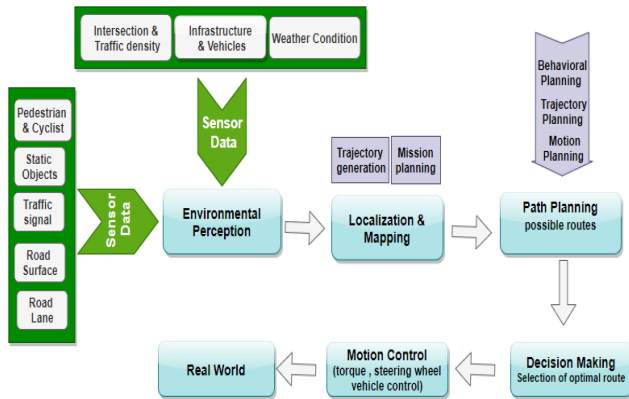 Intersection &
Traffic density
Infrastructure
& Vehicles
Weather Condition
Pedestrian
& Cyclist
Static
Objects
Traffic
signal
Road
Surface
Road
Lane
Sensor
Data
Sensor
Data
Environmental
Perception
Trajectory
generation
Mission
planning
Localization &
Mapping
Behavioral
Planning
Trajectory
Planning
Motion
Planning
Path Planning
possible routes
Decision Making
Selection of optimal route
Motion Control
(torque , steering wheel
vehicle control)
Real World